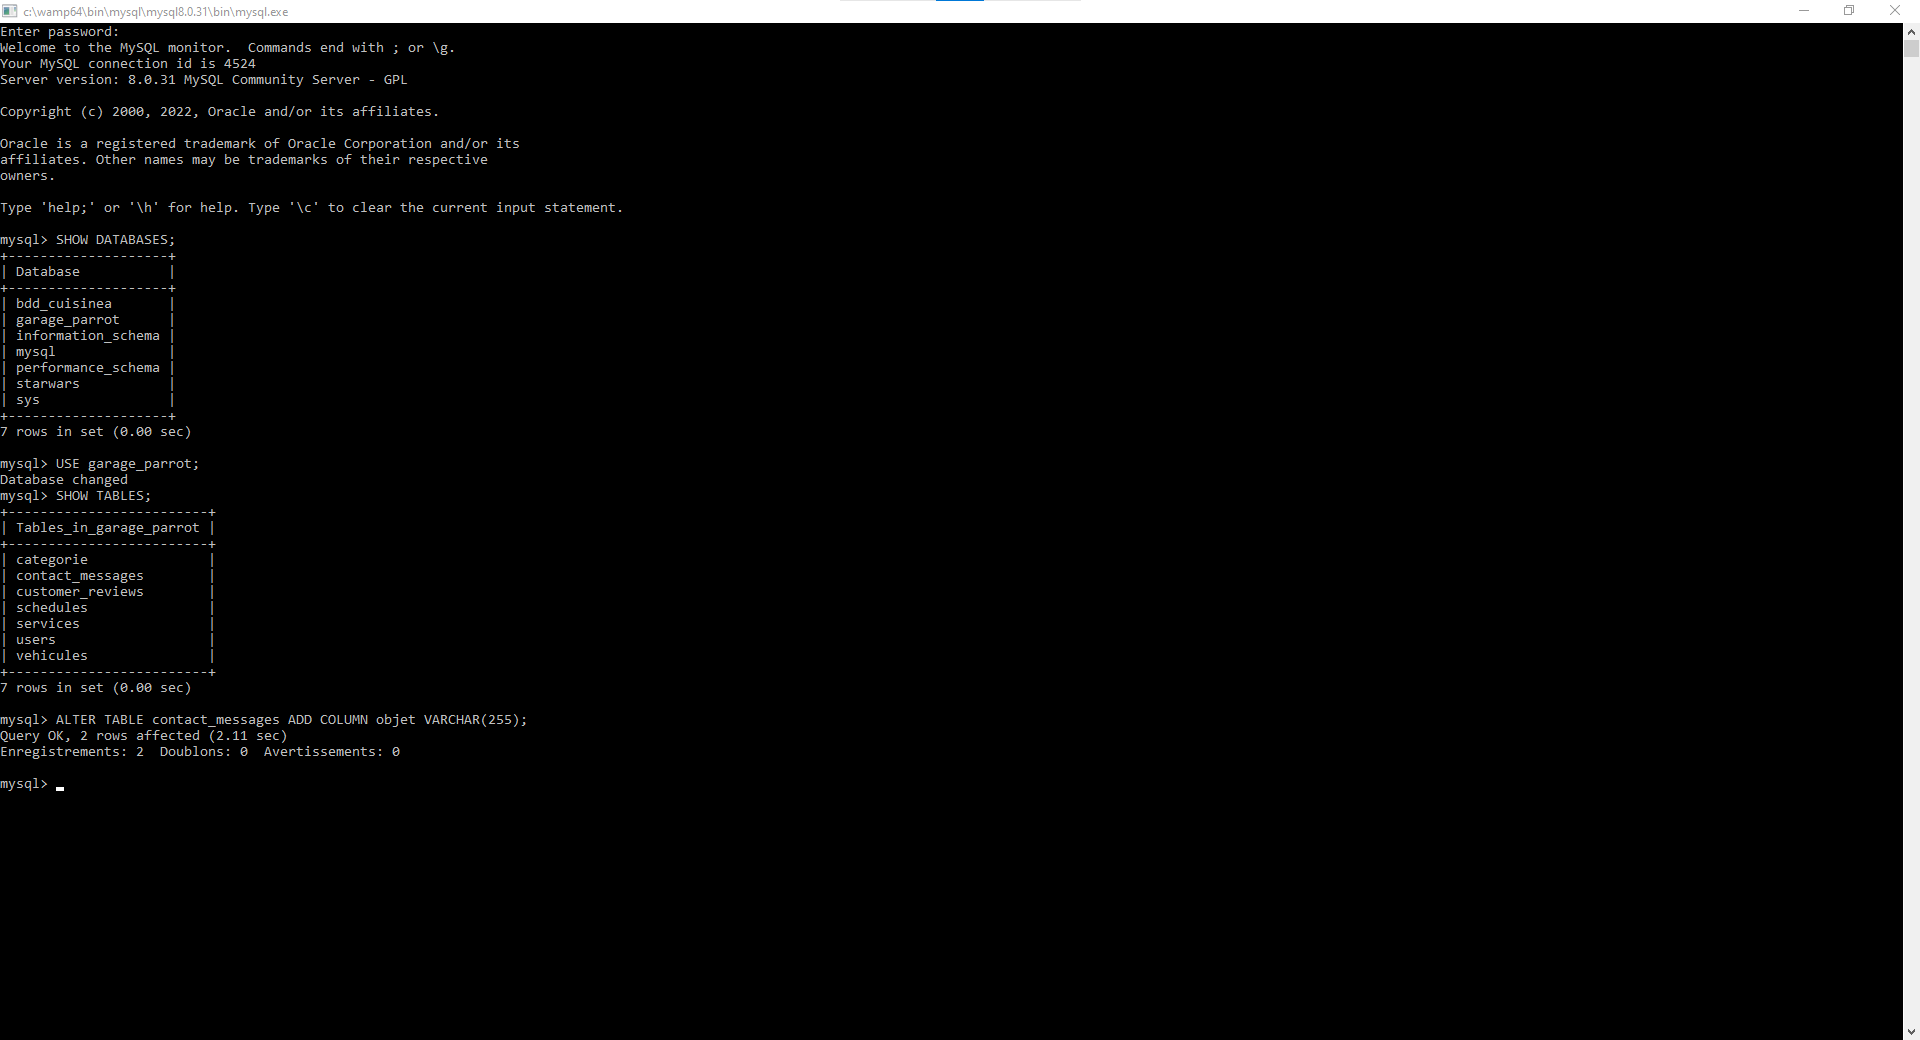 c:\wamp64\bin\mysql\mysql8.0.31\bin\mysql.exe
Enter password:
Welcome to the MySQL monitor.  Commands end with ; or \g.
Your MySQL connection id is 4524
Server version: 8.0.31 MySQL Community Server - GPL
Copyright (c) 2000, 2022, Oracle and/or its affiliates.
Oracle is a registered trademark of Oracle Corporation and/or its
affiliates. Other names may be trademarks of their respective
owners.
Type 'help;' or '\h' for help. Type '\c' to clear the current input statement.
mysql> SHOW DATABASES;
+--------------------+
| Database           |
+--------------------+
| bdd_cuisinea       |
| garage_parrot      |
| information_schema |
| mysql              |
| performance_schema |
| starwars           |
| sys                |
+--------------------+
7 rows in set (0.00 sec)
mysql> USE garage_parrot;
Database changed
mysql> SHOW TABLES;
+-------------------------+
| Tables_in_garage_parrot |
+-------------------------+
| categorie               |
| contact_messages        |
| customer_reviews        |
| schedules               |
| services                |
| users                   |
| vehicules               |
+-------------------------+
7 rows in set (0.00 sec)
mysql> ALTER TABLE contact_messages ADD COLUMN objet VARCHAR(255);
Query OK, 2 rows affected (2.11 sec)
Enregistrements: 2  Doublons: 0  Avertissements: 0
mysql>